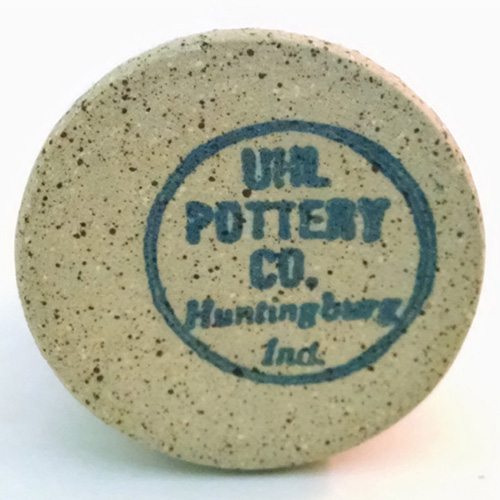 UHL
POTTERY
CO.
Huntingburg
Ind.